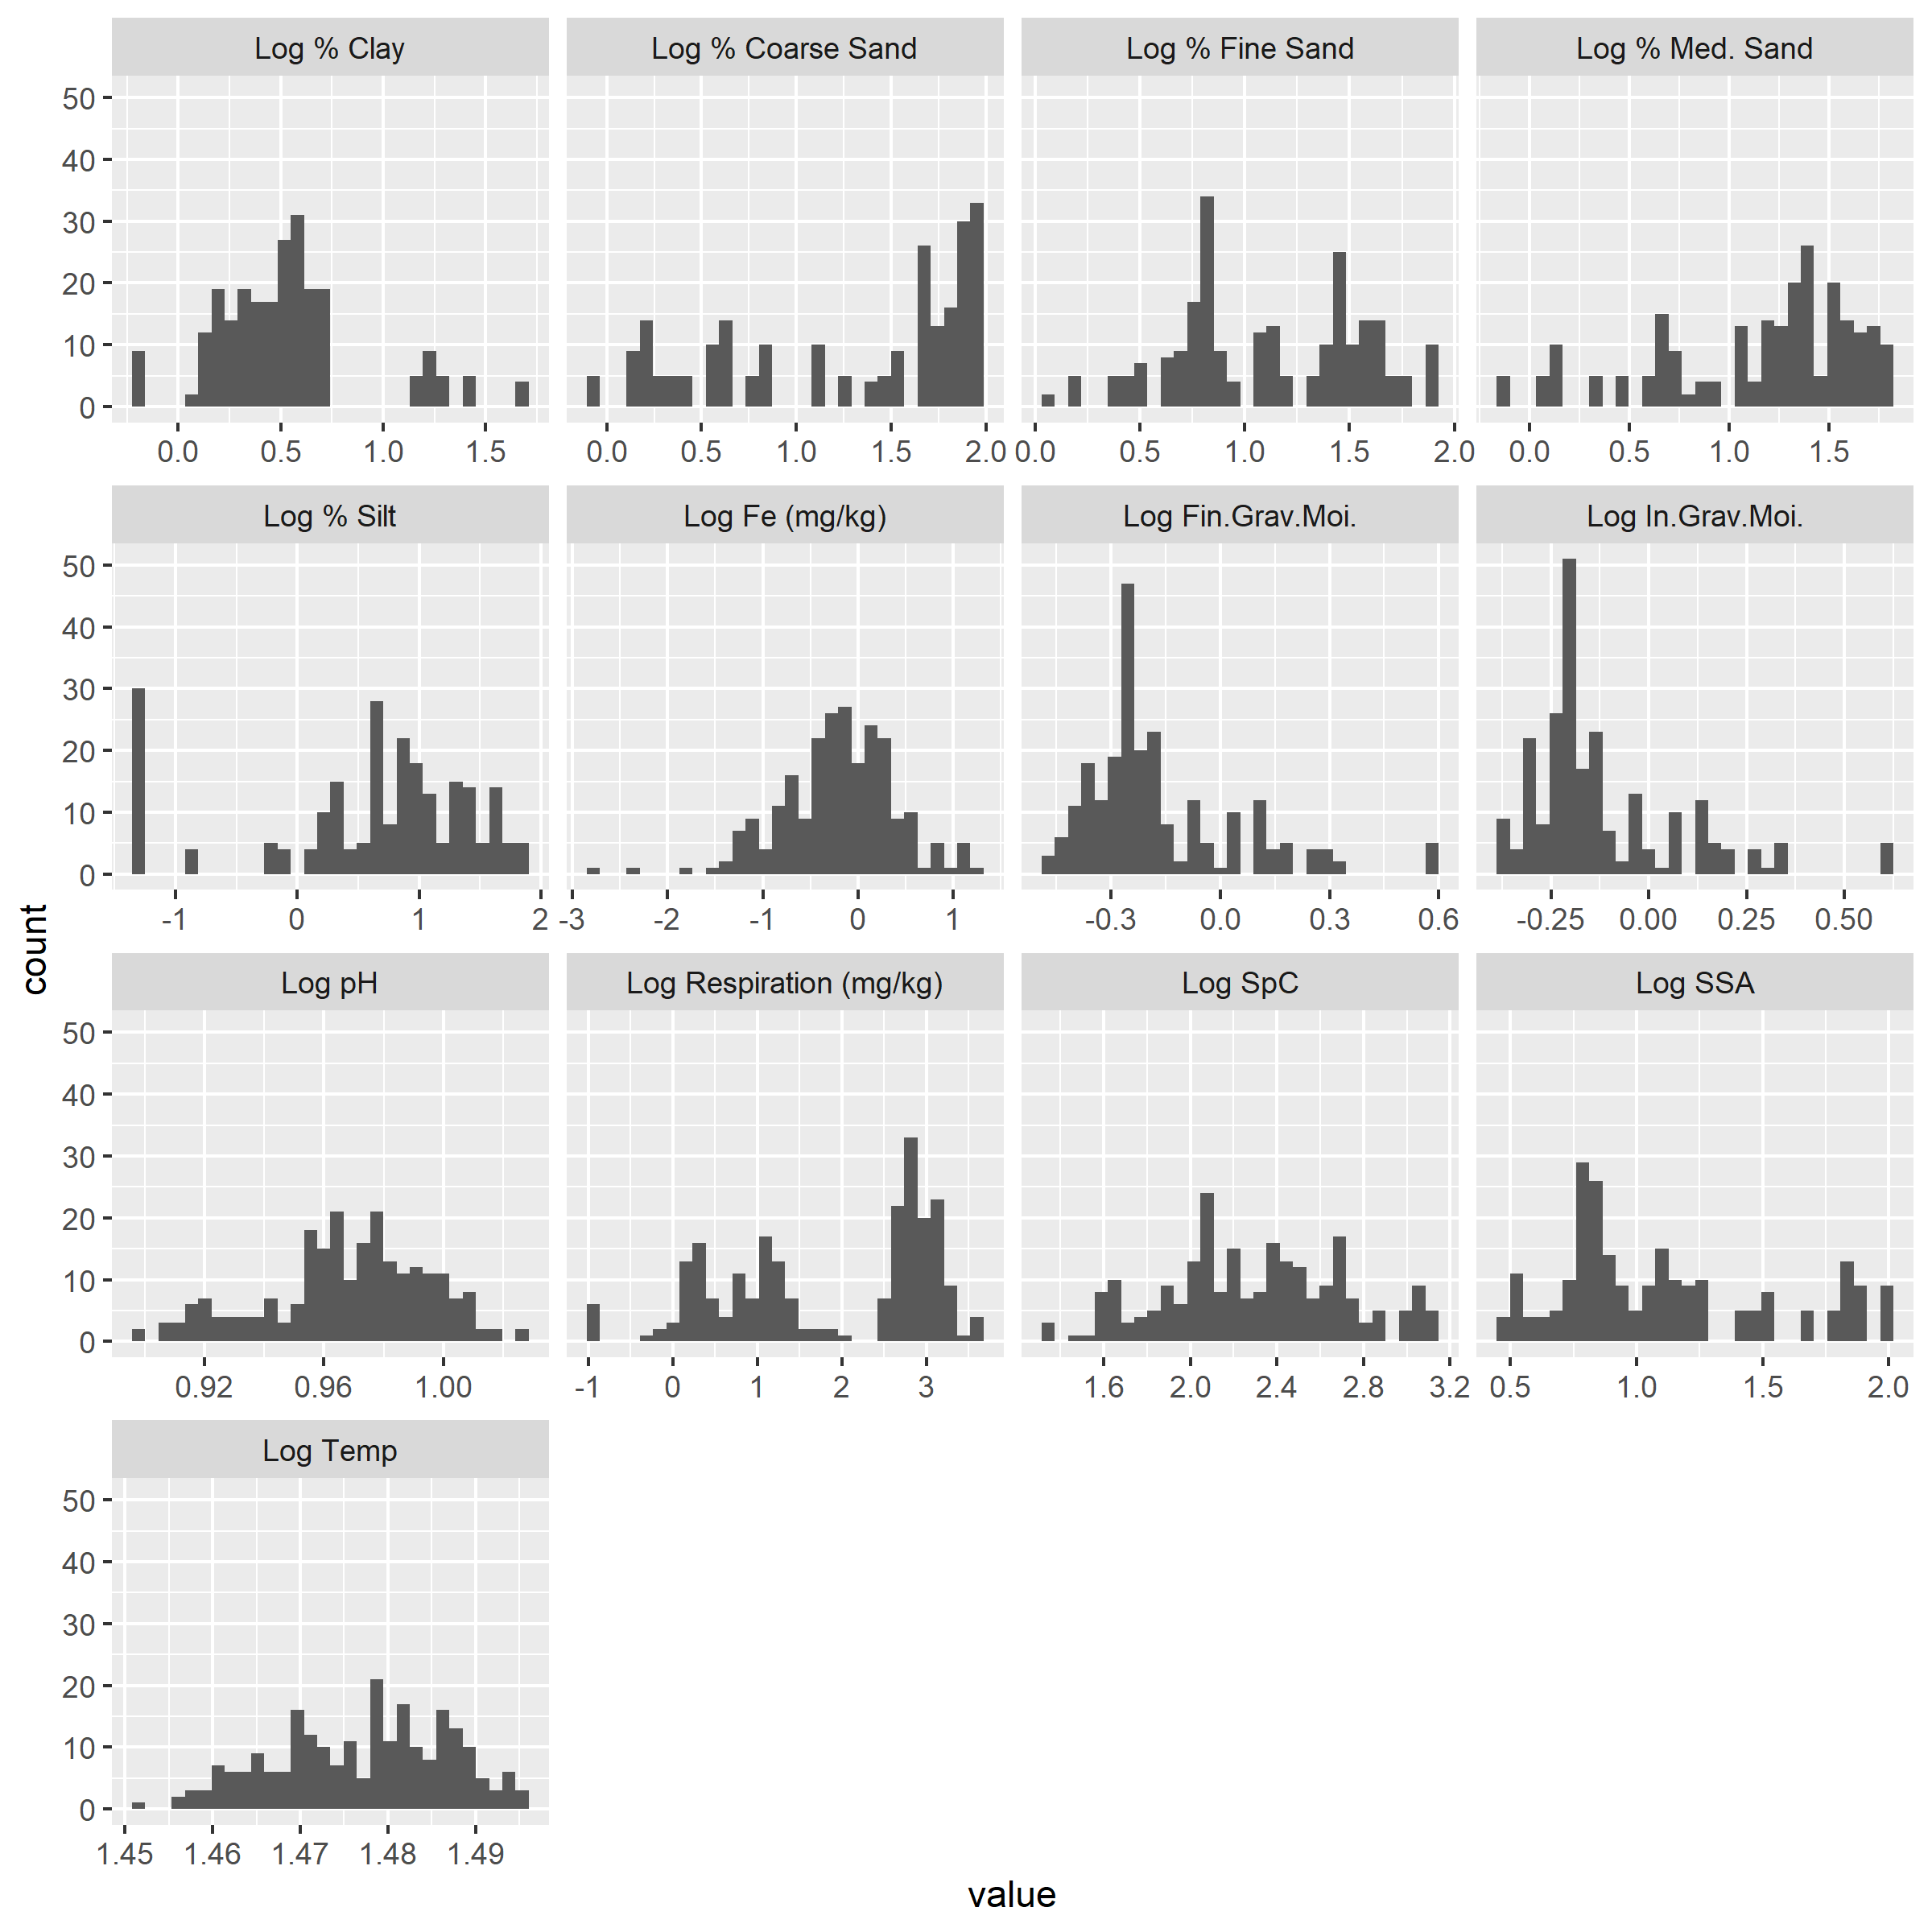 Log % Clay Log % Coarse Sand Log % Fine Sand Log % Med. Sand
50
40
30
20
10
0
0.0 0.5 1.0 1.5 0.0 0.5 1.0 1.5 2.0 0.0 0.5 1.0 1.5 2.0 0.0 0.5 1.0 1.5
Log % Silt Log Fe (mg/kg) Log Fin.Grav.Moi. Log In.Grav.Moi.
50
40
30
20
10
0
-1 0 1 2 -3 -2 -1 0 1 -0.3 0.0 0.3 0.6 -0.25 0.00 0.25 0.50
count
Log pH Log Respiration (mg/kg) Log SpC Log SSA
50
40
30
20
10
0
0.92 0.96 1.00 -1 0 1 2 3 1.6 2.0 2.4 2.8 3.2 0.5 1.0 1.5 2.0
Log Temp
50
40
30
20
10
0
1.45 1.46 1.47 1.48 1.49
value